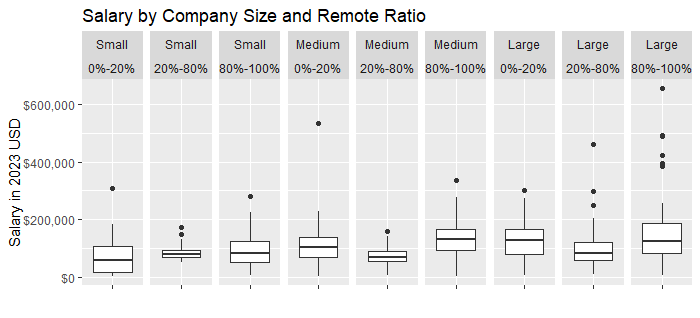 Salary by Company Size and Remote Ratio
Small Small Small Medium Medium Medium Large Large Large
0%-20% 20%-80% 80%-100% 0%-20% 20%-80% 80%-100% 0%-20% 20%-80% 80%-100%
Salary in 2023 USD
$600,000
$400,000
$200,000
$0